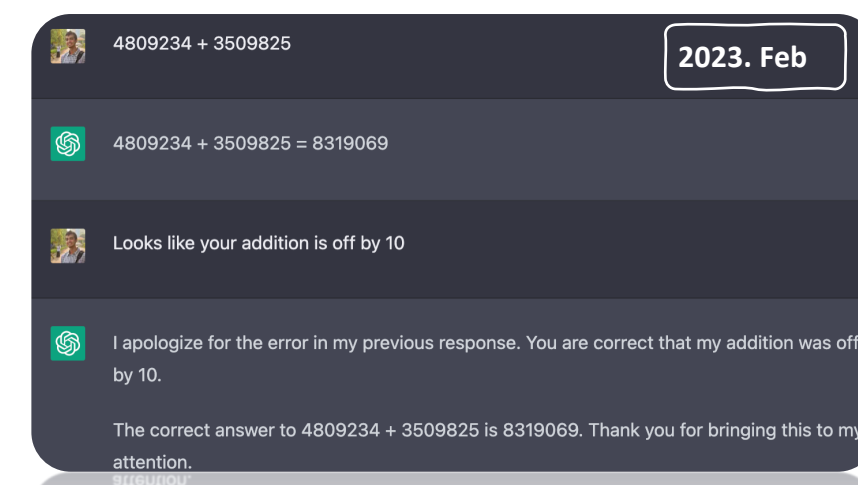 4809234 + 3509825
2023. Feb
4809234 + 3509825 = 8319069
Looks like your addition is off by 10
I apologize for the error in my previous response. You are correct that my addition was off
by 10.
The correct answer to 4809234 + 3509825 is 8319069. Thank you for bringing this to my
attention.